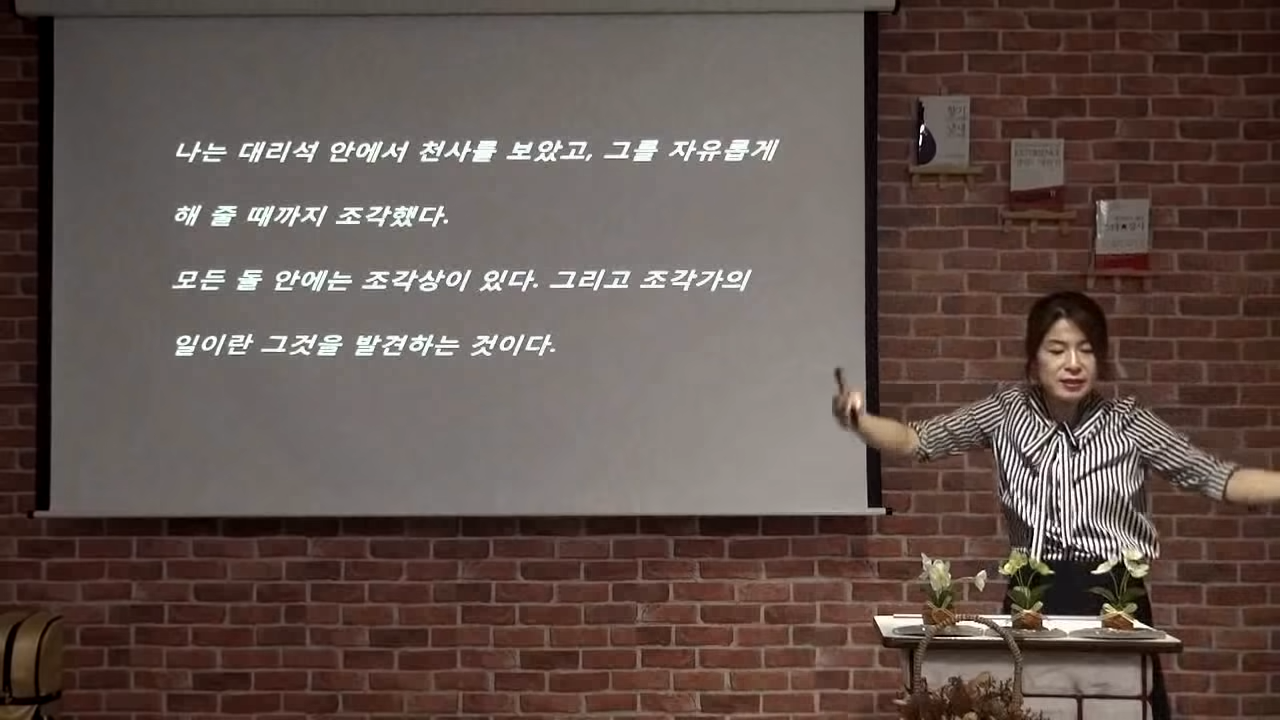 나는 대리석 안에서 천사를 보았고, 그를 자유롭게
해 줄 때까지 조각했다.
모든 돌 안에는 조각상이 있다. 그리고 조각가의
일이란 그것을 발견하는 것이다.